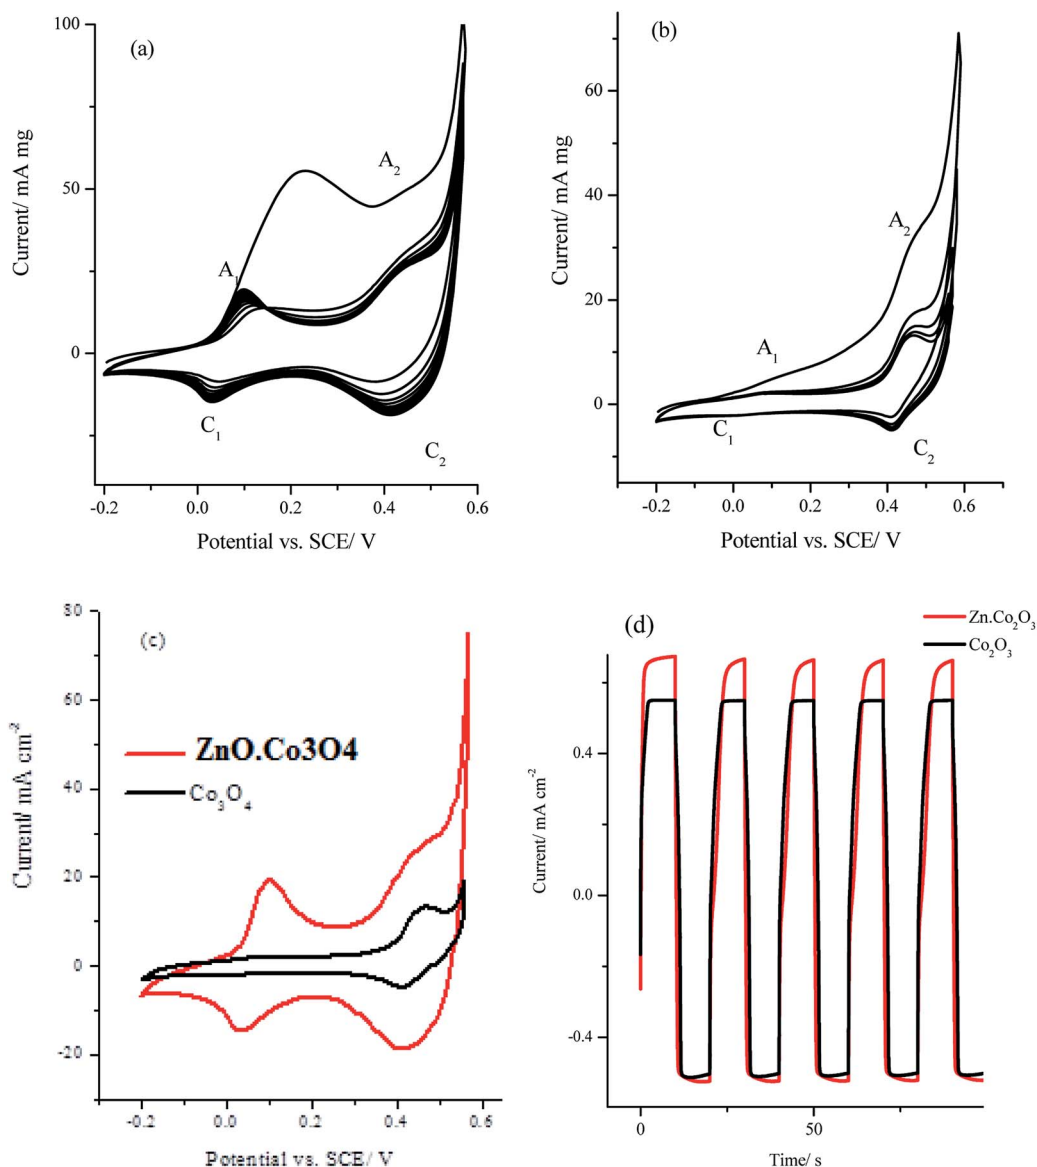 (a)
100
50
0
Current/ mA mg
A₁
A₂
C₁
C₂
-0.2
0.0
0.2
0.4
0.6
Potential vs. SCE/ V
(b)
60
40
20
0
Current/ mA mg
A₁
A₂
C₁
C₂
-0.2
0.0
0.2
0.4
0.6
Potential vs. SCE/ V
(c)
80
60
40
20
0
-20
Current/ mA cm⁻²
ZnO.Co3O4
Co₃O₄
-0.2
0.0
0.2
0.4
0.6
Potential vs. SCE/ V
(d)
Zn.Co₂O₃
Co₂O₃
0.4
0.0
-0.4
Current/ mA cm⁻²
0
50
Time/ s